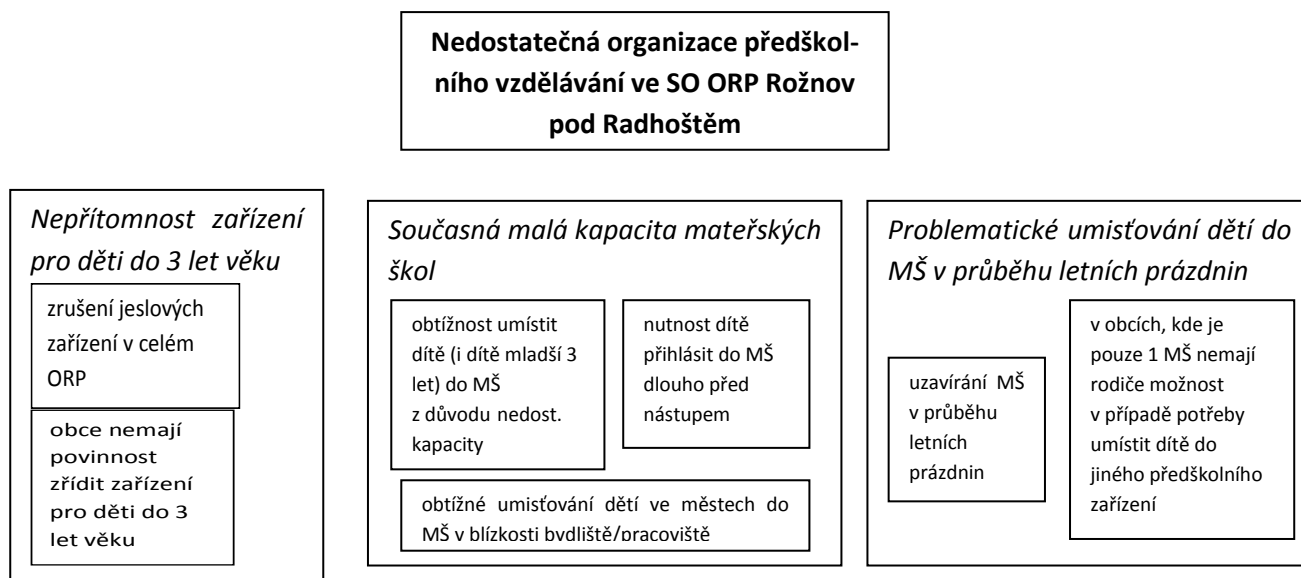 Nedostatečná organizace předškol-
ního vzdělávání ve SO ORP Rožnov
pod Radhoštěm
Nepřítomnost zařízení
pro děti do 3 let věku
zrušení jeslových
zařízení v celém
ORP
obce nemají
povinnost
zřídit zařízení
pro děti do 3
let věku
Současná malá kapacita mateřských
škol
obtížnost umístit
dítě (i dítě mladší 3
let) do MŠ
z důvodu nedost.
kapacity
nutnost dítě
přihlásit do MŠ
dlouho před
nástupem
obtížné umisťování dětí ve městech do
MŠ v blízkosti bydliště/pracoviště
Problematické umisťování dětí do
MŠ v průběhu letních prázdnin
uzavírání MŠ
v průběhu
letních
prázdnin
v obcích, kde je
pouze 1 MŠ nemají
rodiče možnost
v případě potřeby
umístit dítě do
jiného předškolního
zařízení